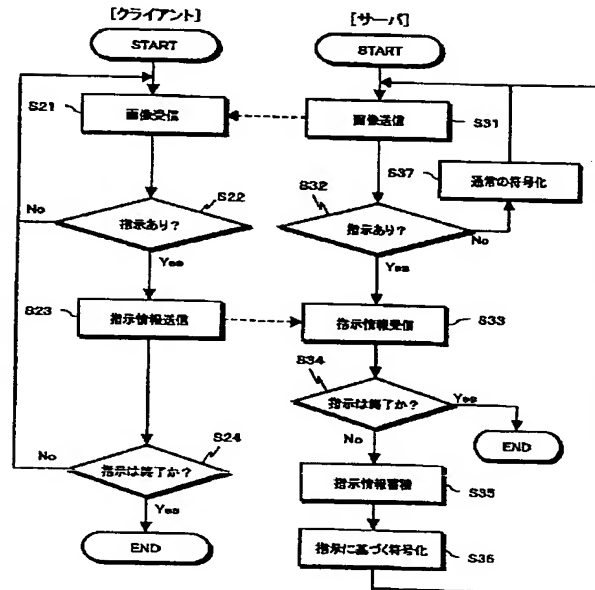 [クライアント]
START
S21
画像受信
S22
No
指示あり?
Yes
S23
指示情報送信
S24
No
指示は終了か?
Yes
END
[サーバ]
START
画像送信
S31
S37
通常の符号化
S32
指示あり?
No
Yes
指示情報受信
S33
S34
指示は終了か?
Yes
No
END
指示情報蓄積
S35
指示に基づく符号化
S36